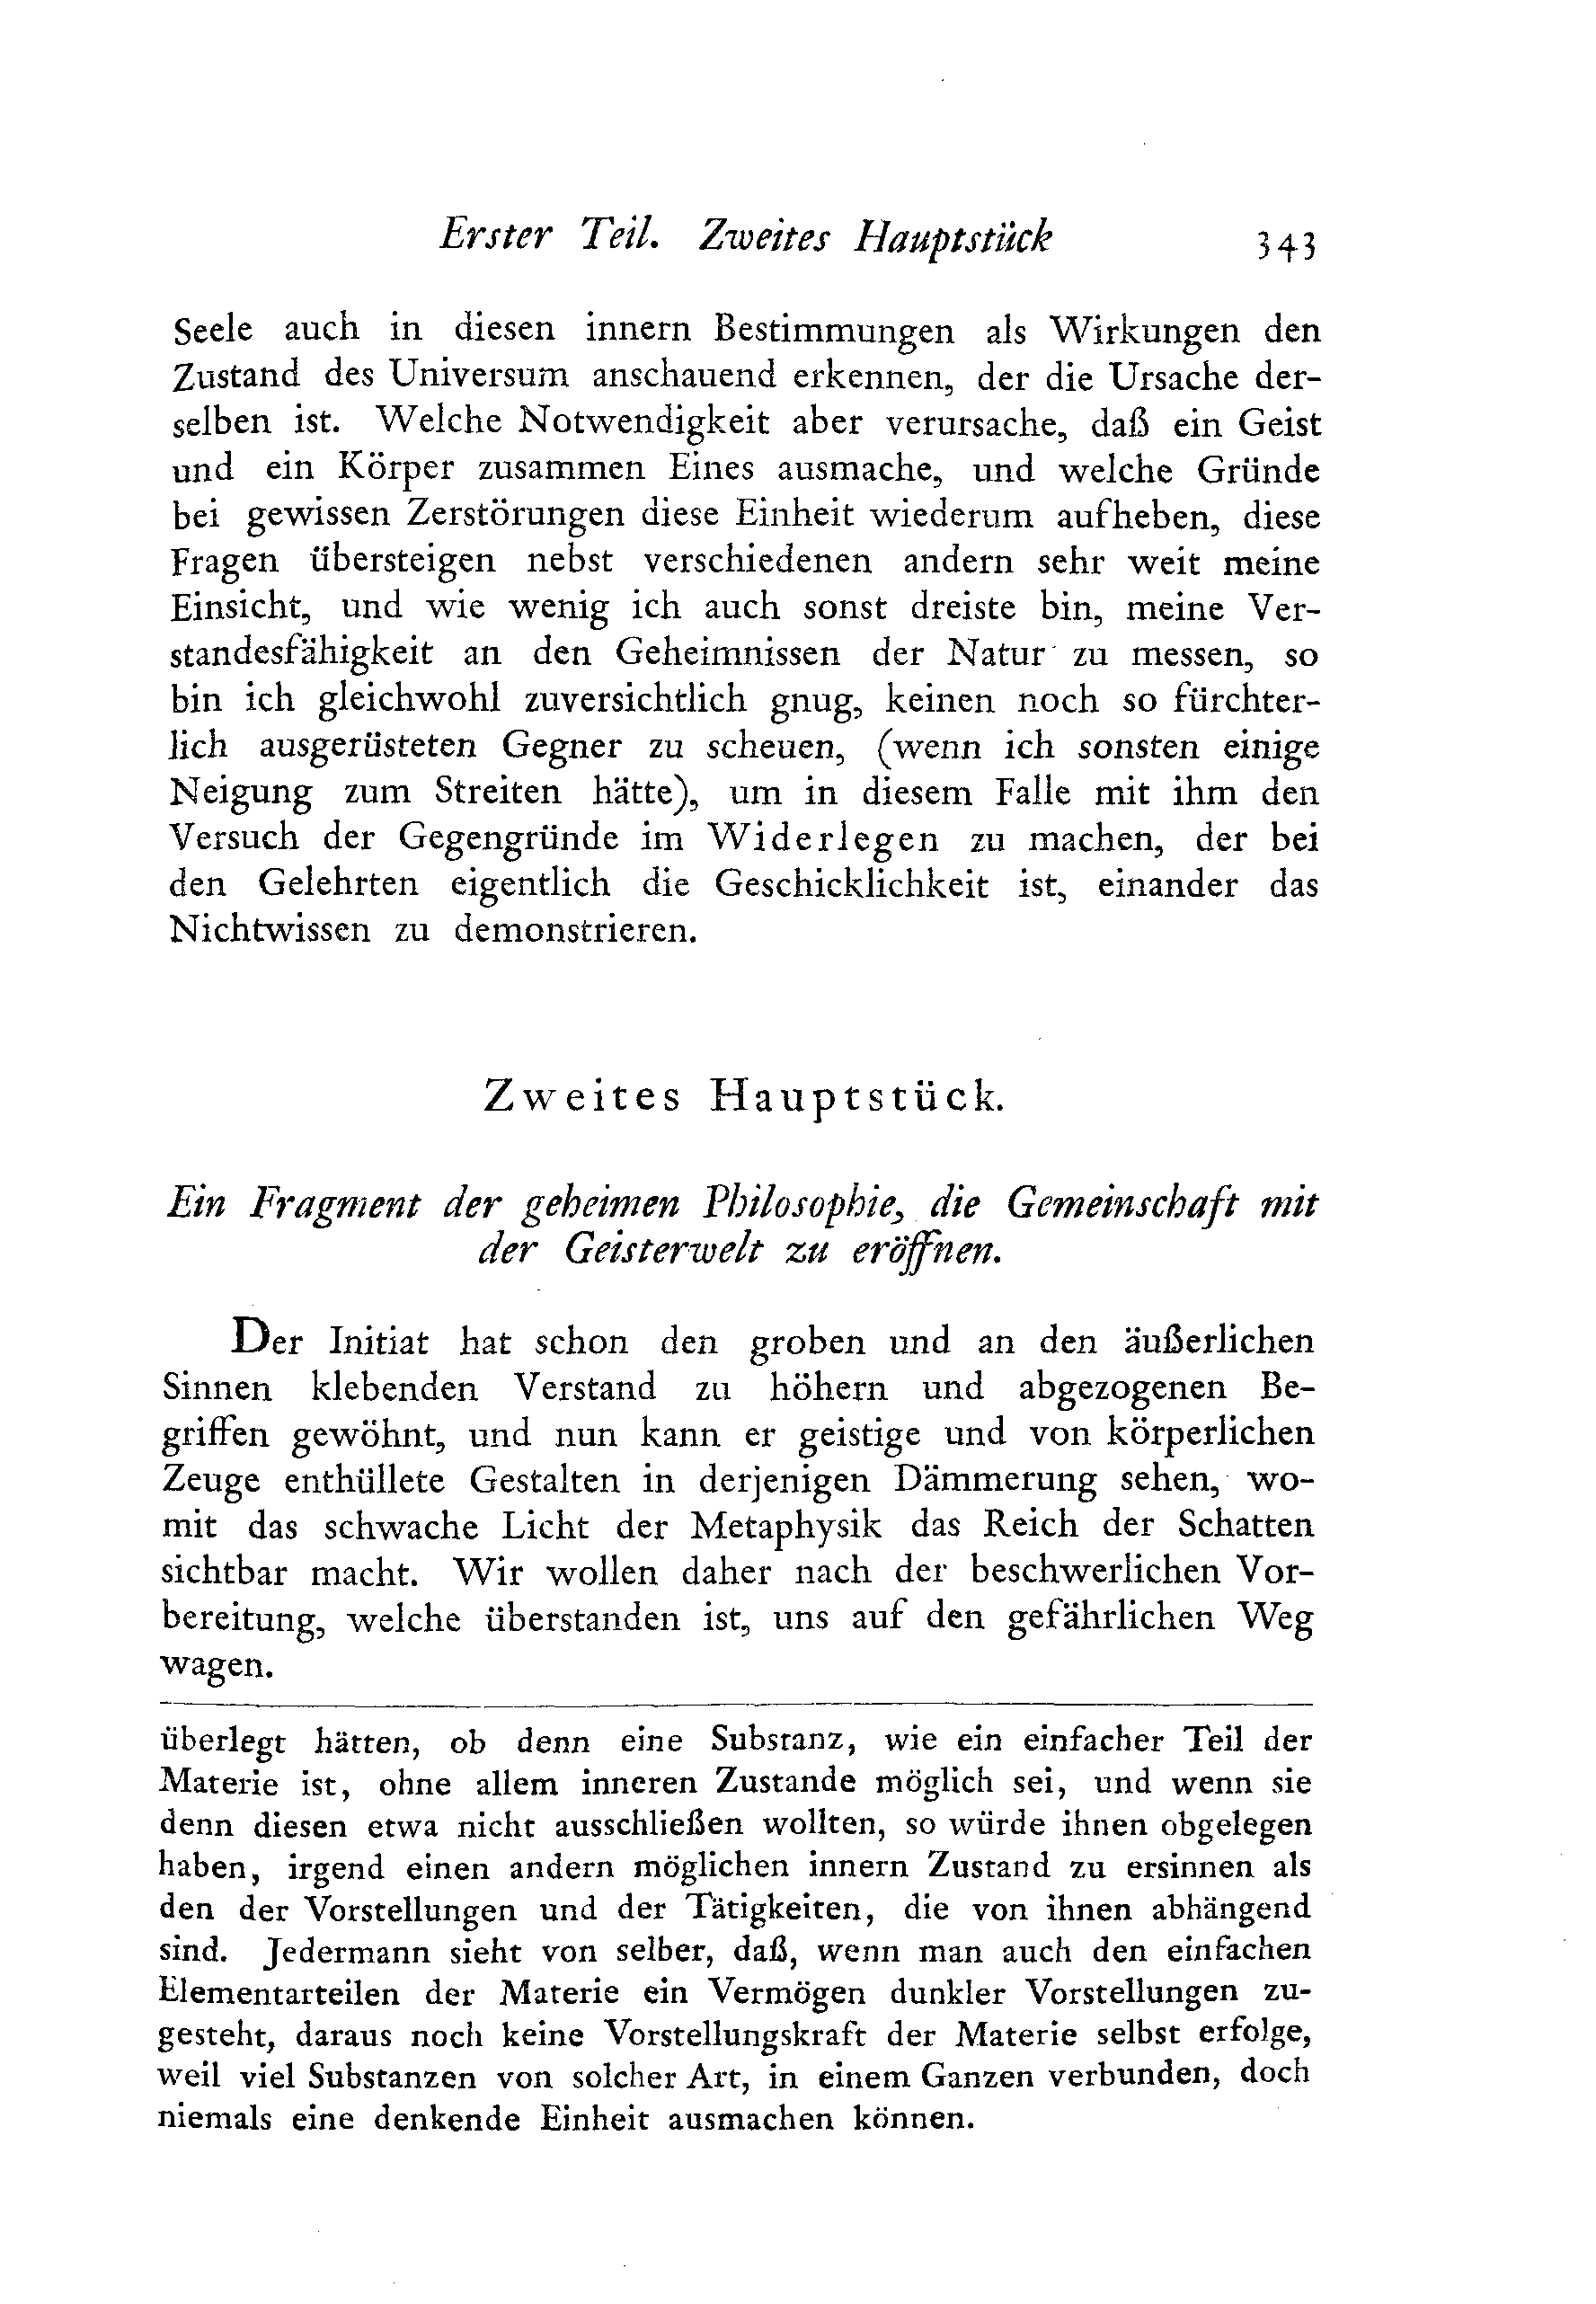 Erster Teil. Zweites Hauptstück 343
Seele auch in diesen innern Bestimmungen als Wirkungen den
Zustand des Universum anschauend erkennen, der die Ursache der-
selben ist. Welche Notwendigkeit aber verursache, daß ein Geist
und ein Körper zusammen Eines ausmache, und welche Gründe
bei gewissen Zerstörungen diese Einheit wiederum aufheben, diese
Fragen übersteigen nebst verschiedenen andern sehr weit meine
Einsicht, und wie wenig ich auch sonst dreiste bin, meine Ver-
standesfähigkeit an den Geheimnissen der Natur zu messen, so
bin ich gleichwohl zuversichtlich gnug, keinen noch so fürchter-
lich ausgerüsteten Gegner zu scheuen, (wenn ich sonsten einige
Neigung zum Streiten hätte), um in diesem Falle mit ihm den
Versuch der Gegengründe im Widerlegen zu machen, der bei
den Gelehrten eigentlich die Geschicklichkeit ist, einander das
Nichtwissen zu demonstrieren.
Zweites Hauptstück.
Ein Fragment der geheimen Philosophie, die Gemeinschaft mit
der Geisterwelt zu eröffnen.
Der Initiat hat schon den groben und an den äußerlichen
Sinnen klebenden Verstand zu höhern und abgezogenen Be-
griffen gewöhnt, und nun kann er geistige und von körperlichen
Zeuge enthüllete Gestalten in derjenigen Dämmerung sehen, wo-
mit das schwache Licht der Metaphysik das Reich der Schatten
sichtbar macht. Wir wollen daher nach der beschwerlichen Vor-
bereitung, welche überstanden ist, uns auf den gefährlichen Weg
wagen.
überlegt hätten, ob denn eine Substanz, wie ein einfacher Teil der
Materie ist, ohne allem inneren Zustande möglich sei, und wenn sie
denn diesen etwa nicht ausschließen wollten, so würde ihnen obgelegen
haben, irgend einen andern möglichen innern Zustand zu ersinnen als
den der Vorstellungen und der Tätigkeiten, die von ihnen abhängend
sind. Jedermann sieht von selber, daß, wenn man auch den einfachen
Elementarteilen der Materie ein Vermögen dunkler Vorstellungen zu-
gesteht, daraus noch keine Vorstellungskraft der Materie selbst erfolge,
weil viel Substanzen von solcher Art, in einem Ganzen verbunden, doch
niemals eine denkende Einheit ausmachen können.